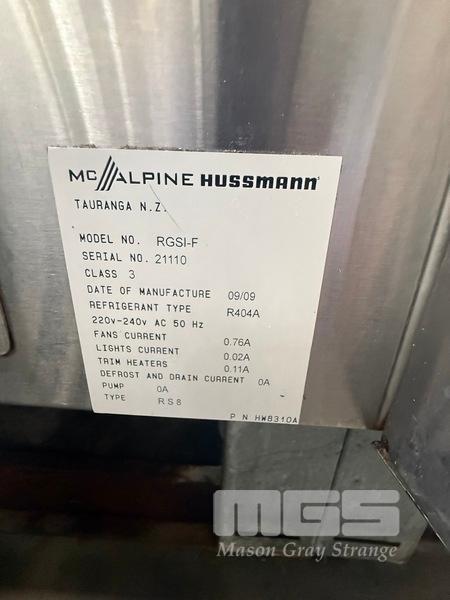 MC ALPINE HUSSMANN
TAURANGA N.Z.
MODEL NO. RGSI-F
SERIAL NO. 21110
CLASS 3
DATE OF MANUFACTURE 09/09
REFRIGERANT TYPE R404A
220V-240V AC 50 Hz
FANS CURRENT 0.76A
LIGHTS CURRENT 0.02A
TRIM HEATERS 0.11A
DEFROST AND DRAIN CURRENT 0A
PUMP 0A
TYPE RS8
P N HW8310A
MGS
Mason Gray Strange